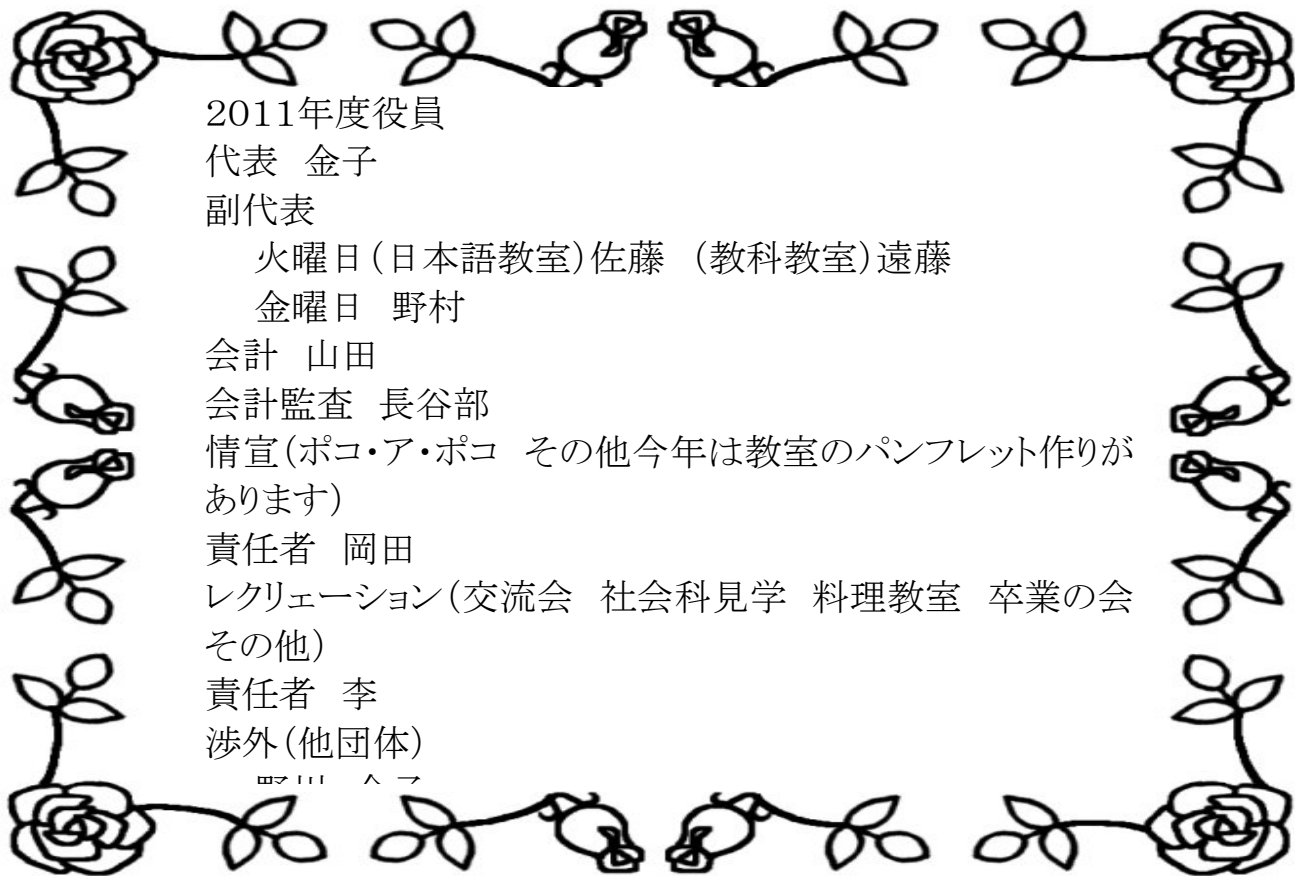 2011年度役員
代表　金子
副代表
　火曜日(日本語教室)佐藤　(教科教室)遠藤
　金曜日　野村
会計　山田
会計監査　長谷部
情宣(ポコ・ア・ポコ　その他今年は教室のパンフレット作りが
あります)
責任者　岡田
レクリェーション(交流会　社会科見学　料理教室　卒業の会
その他)
責任者　李
渉外(他団体)